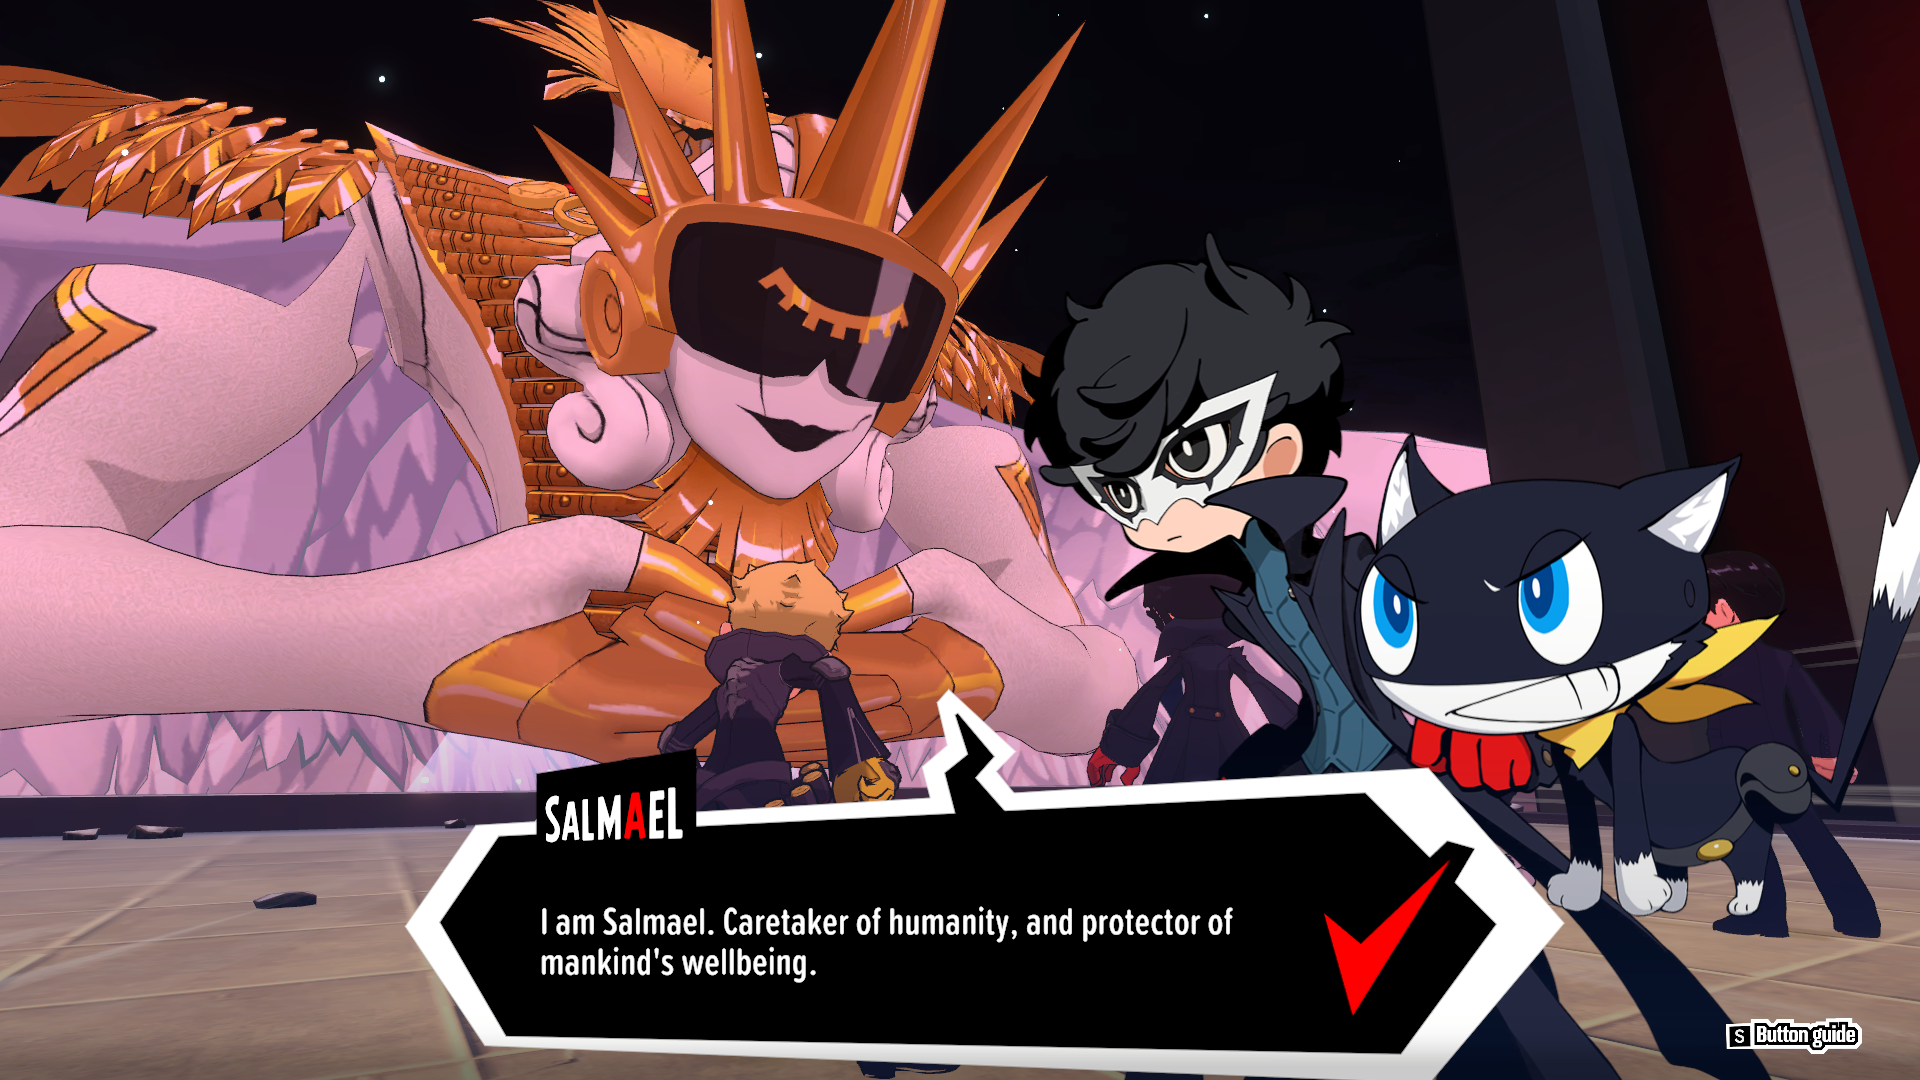 SALMAEL
I am Salmael. Caretaker of humanity, and protector of
mankind's wellbeing.
S Button guide